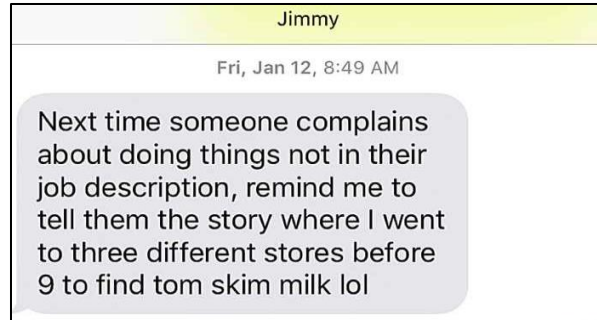 Jimmy
Fri, Jan 12, 8:49 AM
Next time someone complains
about doing things not in their
job description, remind me to
tell them the story where I went
to three different stores before
9 to find tom skim milk lol